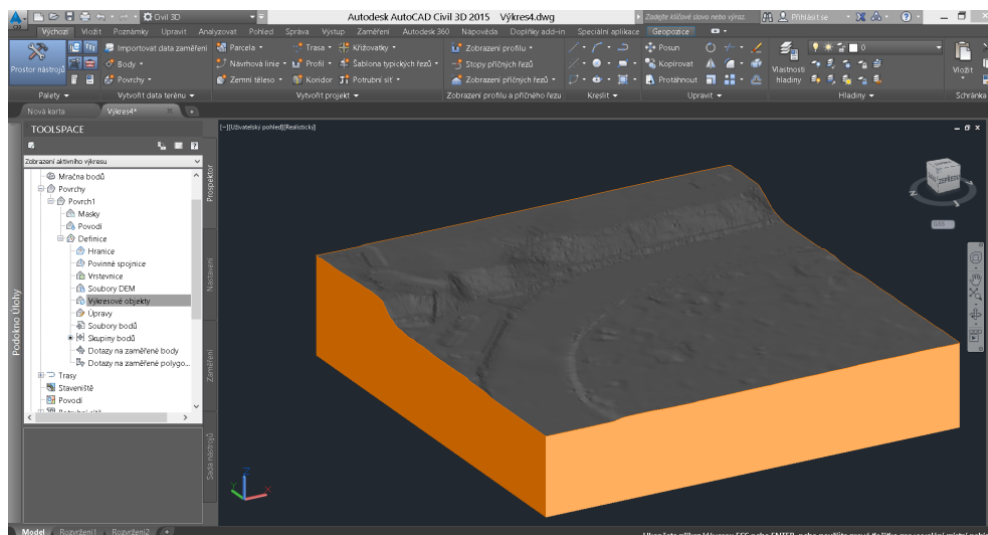 Civil 3D
Autodesk AutoCAD Civil 3D 2015 Výkres4.dwg
Zadejte klíčové slovo nebo výraz.
Přihlásit se
Výchozí Vložit Poznámky Upravit Analyzovat Pohled Správa Výstup Zaměření Autodesk 360 Nápověda Doplňky add-in Speciální aplikace Geopozice
Prostor nástrojů
Importovat data zaměření
Body
Povrchy
Parcela
Návrhová linie
Zemní těleso
Trasa
Profil
Koridor
Křižovatky
Šablona typických řezů
Potrubní síť
Zobrazení profilu
Stopy příčných řezů
Zobrazení příčných řezů
Posun
Kopírovat
Protáhnout
Vlastnosti
hladiny
0
Vložit
Palety
Vytvořit data terénu
Vytvořit projekt
Zobrazení profilu a příčného řezu
Kreslit
Upravit
Hladiny
Schránka
Nová karta
Výkres4*
TOOLSPACE
Zobrazení aktivního výkresu
Mračna bodů
Povrchy
Povrch1
Masky
Povodí
Definice
Hranice
Povinné spojnice
Vrstevnice
Soubory DEM
Výkresové objekty
Úpravy
Soubory bodů
Skupiny bodů
Dotazy na zaměřené body
Dotazy na zaměřené polygo...
Trasy
Staveniště
Povodí
Podokno Úlohy
Prospektor
Nastavení
Zaměření
Sada nástrojů
[−][Uživatelský pohled][Realistický]
Z
Y
X
Model
Rozvržení1
Rozvržení2